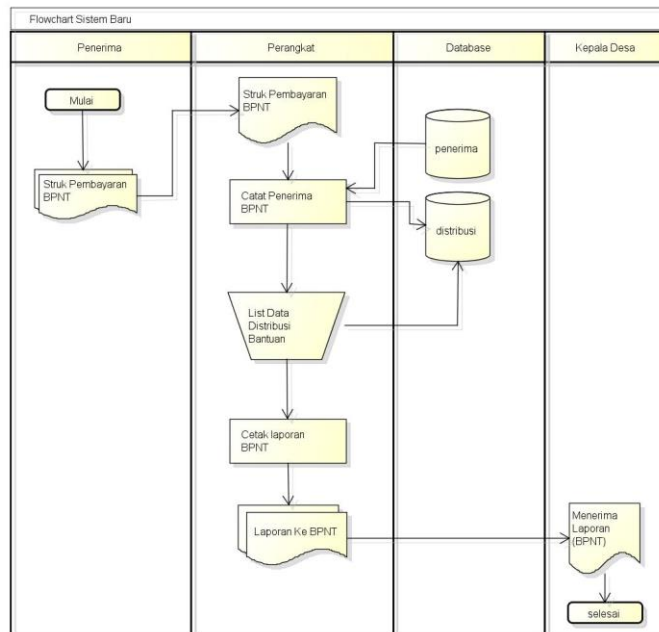 Flowchart Sistem Baru
Penerima
Perangkat
Database
Kepala Desa
Mulai
Struk Pembayaran
BPNT
Struk Pembayaran
BPNT
penerima
Catat Penerima
BPNT
distribusi
List Data
Distribusi
Bantuan
Cetak laporan
BPNT
Laporan Ke BPNT
Menerima
Laporan
(BPNT)
selesai